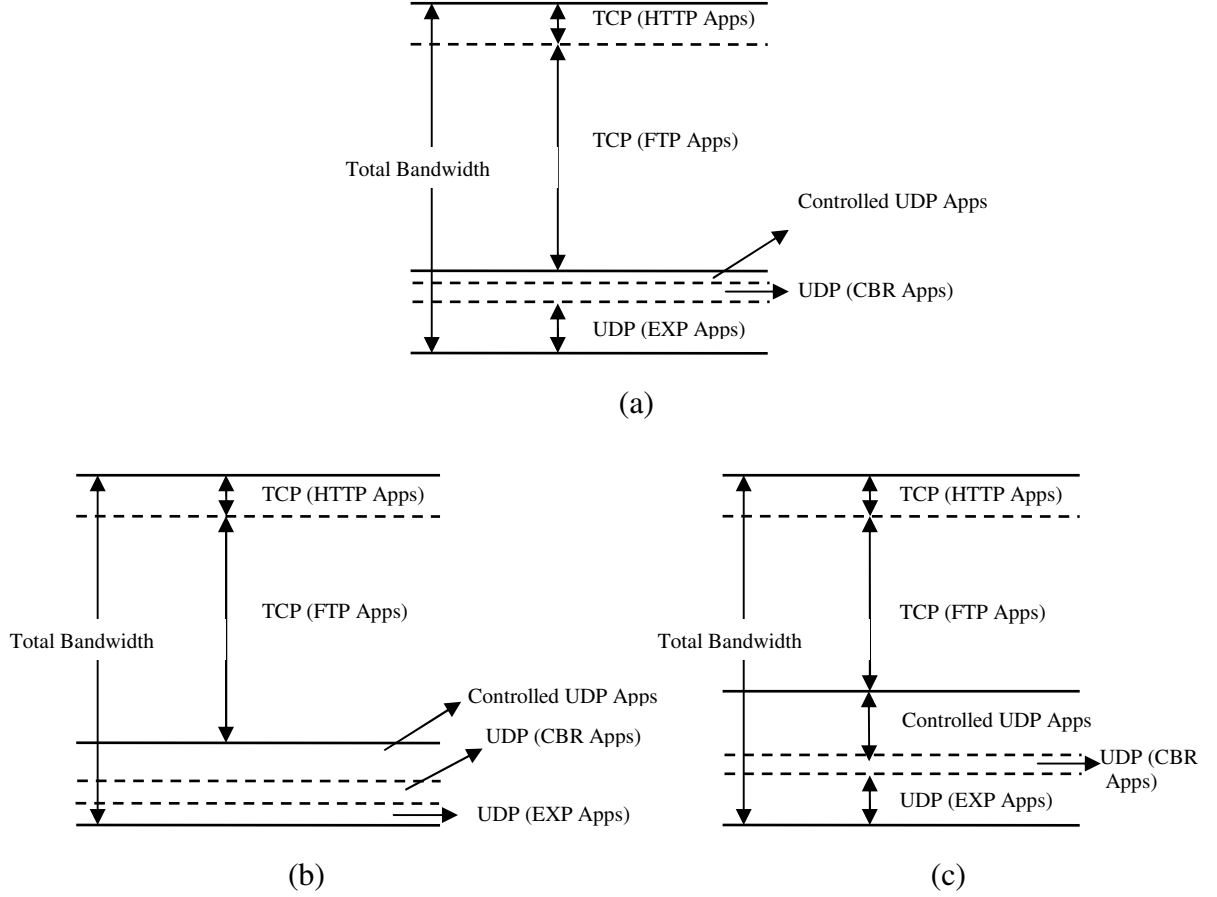 TCP (HTTP Apps)
TCP (FTP Apps)
Total Bandwidth
Controlled UDP Apps
UDP (CBR Apps)
UDP (EXP Apps)
(a)
TCP (HTTP Apps)
TCP (FTP Apps)
Total Bandwidth
Controlled UDP Apps
UDP (CBR Apps)
UDP (EXP Apps)
(b)
TCP (HTTP Apps)
TCP (FTP Apps)
Total Bandwidth
Controlled UDP Apps
UDP (CBR
Apps)
UDP (EXP Apps)
(c)